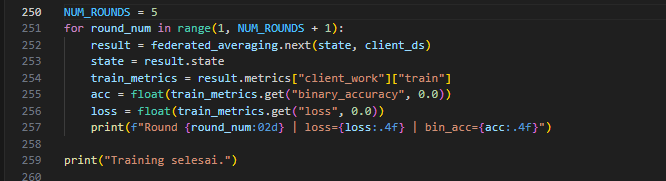 250 NUM_ROUNDS = 5
251 for round_num in range(1, NUM_ROUNDS + 1):
252     result = federated_averaging.next(state, client_ds)
253     state = result.state
254     train_metrics = result.metrics["client_work"]["train"]
255     acc = float(train_metrics.get("binary_accuracy", 0.0))
256     loss = float(train_metrics.get("loss", 0.0))
257     print(f"Round {round_num:02d} | loss={loss:.4f} | bin_acc={acc:.4f}")
258
259 print("Training selesai.")
260